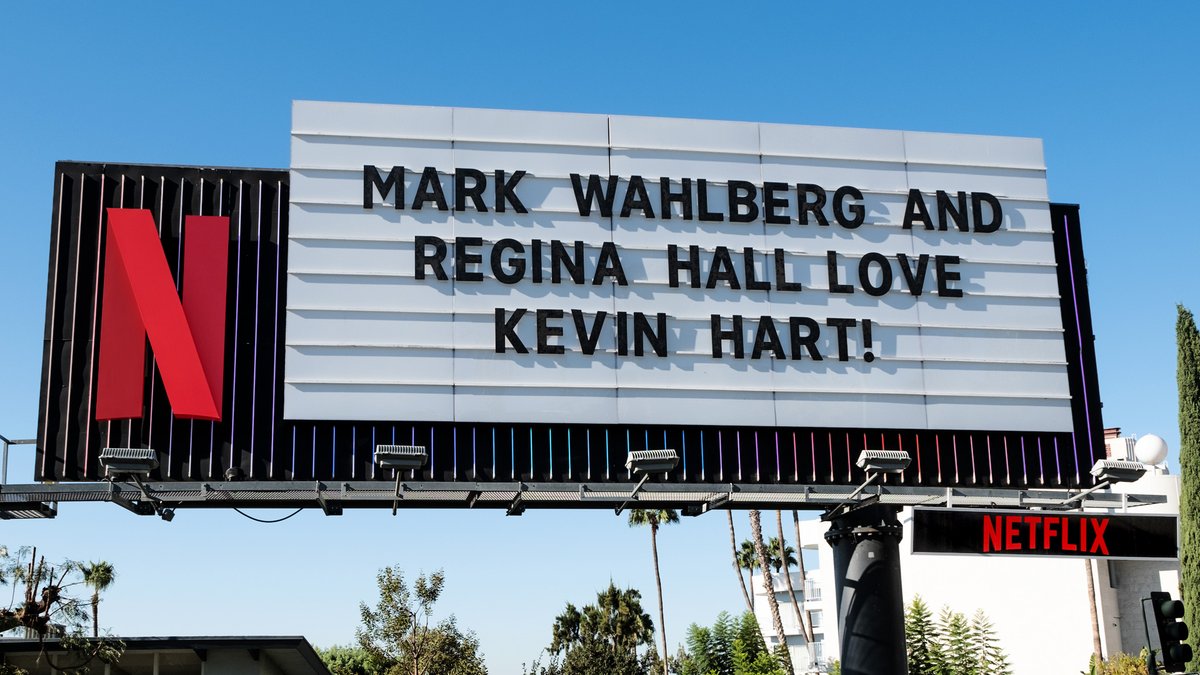 N
MARK WAHLBERG AND
REGINA HALL LOVE
KEVIN HART!
NETFLIX